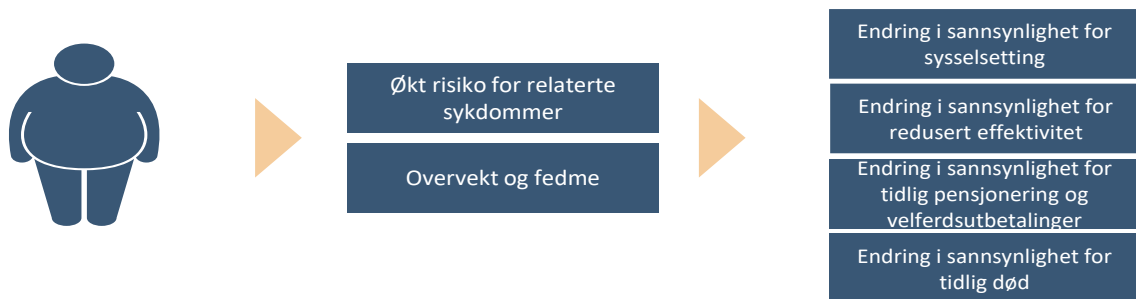 Økt risiko for relaterte
sykdommer
Overvekt og fedme
Endring i sannsynlighet for
sysselsetting
Endring i sannsynlighet for
redusert effektivitet
Endring i sannsynlighet for
tidlig pensjonering og
velferdsutbetalinger
Endring i sannsynlighet for
tidlig død